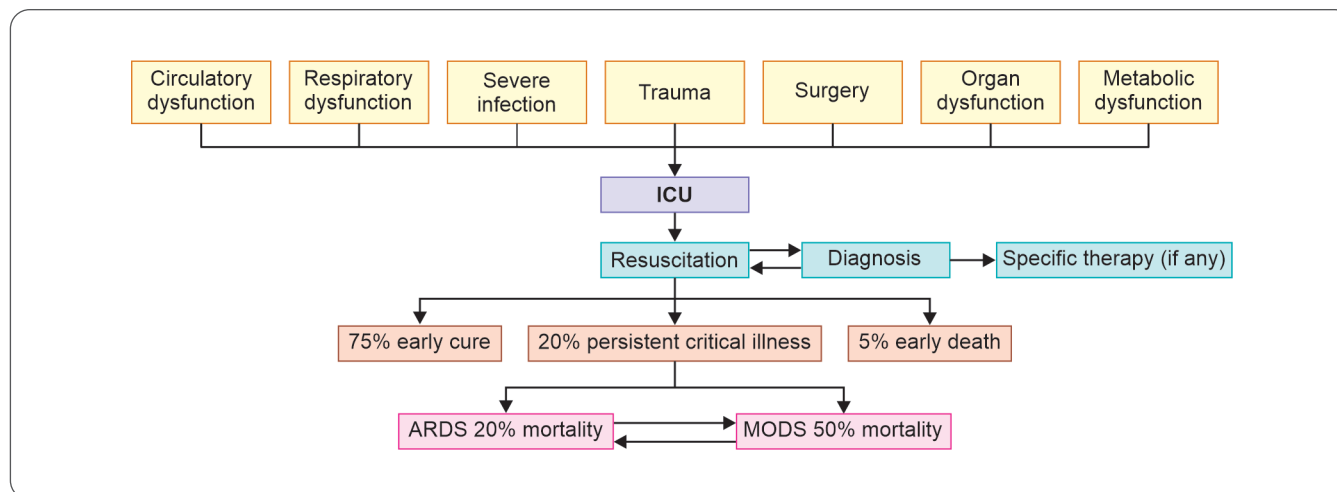 Circulatory
dysfunction
Respiratory
dysfunction
Severe
infection
Trauma
Surgery
Organ
dysfunction
Metabolic
dysfunction
ICU
Resuscitation
Diagnosis
Specific therapy (if any)
75% early cure
20% persistent critical illness
5% early death
ARDS 20% mortality
MODS 50% mortality